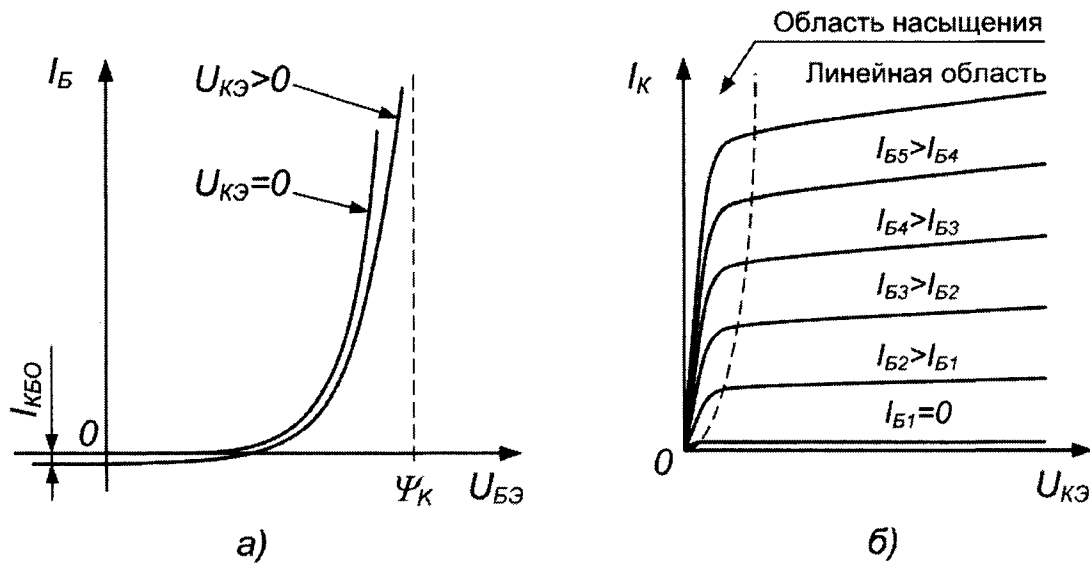 I_Б
U_КЭ>0
U_КЭ=0
I_КБО
0
Ψ_К
U_БЭ
а)
Область насыщения
I_К
Линейная область
I_Б5>I_Б4
I_Б4>I_Б3
I_Б3>I_Б2
I_Б2>I_Б1
I_Б1=0
0
U_КЭ
б)